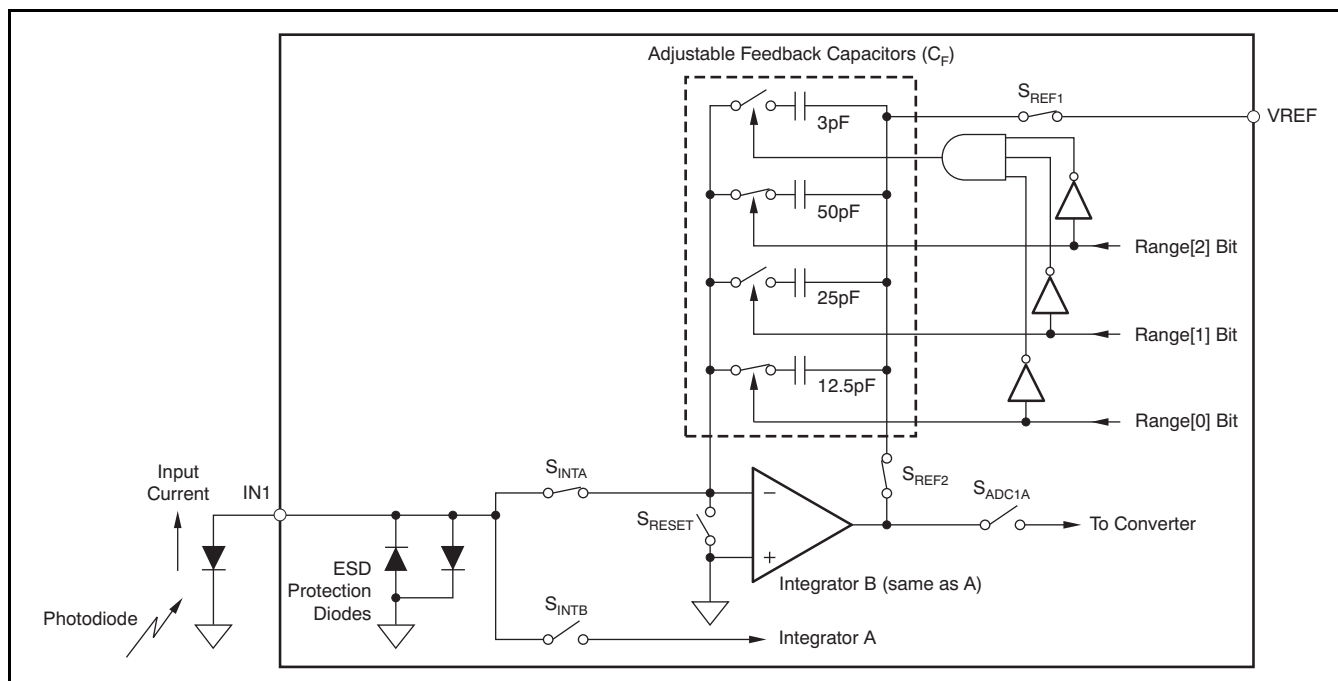 Adjustable Feedback Capacitors (CF)
SREF1
VREF
3pF
50pF
Range[2] Bit
25pF
Range[1] Bit
12.5pF
Range[0] Bit
Input
Current
IN1
SINTA
SREF2
SADC1A
SRESET
−
+
To Converter
ESD
Protection
Diodes
Integrator B (same as A)
Photodiode
SINTB
Integrator A